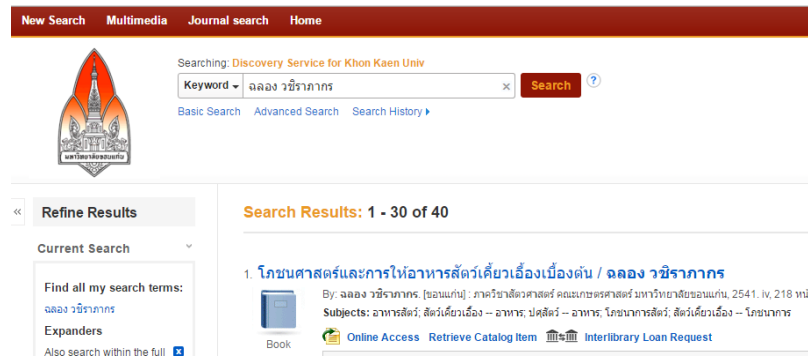 New Search Multimedia Journal search Home
Searching: Discovery Service for Khon Kaen Univ
Keyword ฉลอง วชิราภากร × Search ?
Basic Search Advanced Search Search History
มหาวิทยาลัยขอนแก่น
« Refine Results
Search Results: 1 - 30 of 40
Current Search
1. โภชนศาสตร์และการให้อาหารสัตว์เคี้ยวเอื้องเบื้องต้น / ฉลอง วชิราภากร
Find all my search terms:
ฉลอง วชิราภากร
By: ฉลอง วชิราภากร. [ขอนแก่น] : ภาควิชาสัตวศาสตร์ คณะเกษตรศาสตร์ มหาวิทยาลัยขอนแก่น, 2541. iv, 218
Subjects: อาหารสัตว์; สัตว์เคี้ยวเอื้อง -- อาหาร; ปศุสัตว์ -- อาหาร; โภชนาการสัตว์; สัตว์เคี้ยวเอื้อง -- โภชนาการ
Expanders
Book
Online Access Retrieve Catalog Item Interlibrary Loan Request
Also search within the full x